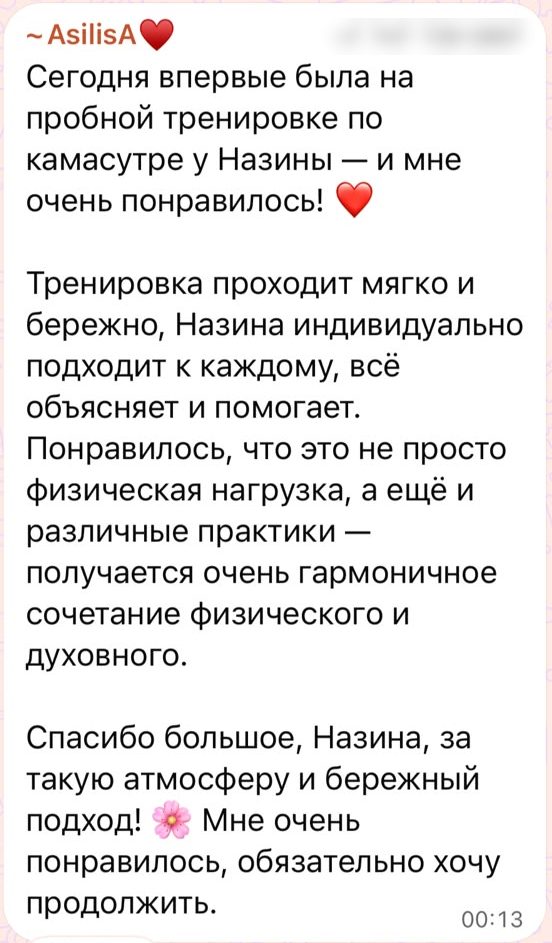 ~ AsilisA❤️
Сегодня впервые была на
пробной тренировке по
камасутре у Назины — и мне
очень понравилось! ❤️
Тренировка проходит мягко и
бережно, Назина индивидуально
подходит к каждому, всё
объясняет и помогает.
Понравилось, что это не просто
физическая нагрузка, а ещё и
различные практики —
получается очень гармоничное
сочетание физического и
духовного.
Спасибо большое, Назина, за
такую атмосферу и бережный
подход! 🌸 Мне очень
понравилось, обязательно хочу
продолжить.
00:13